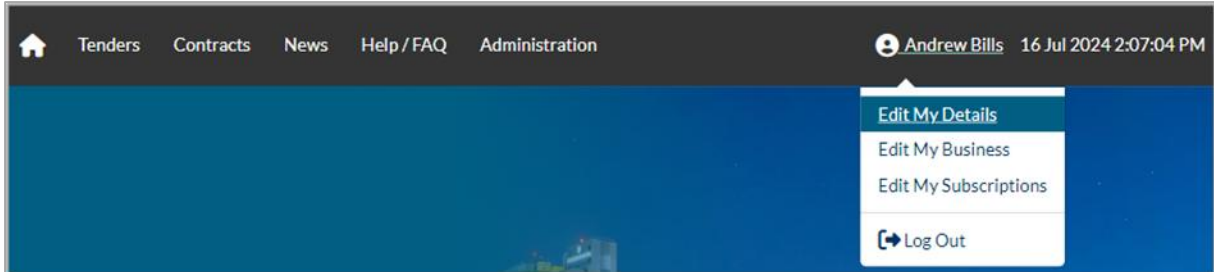 Tenders Contracts News Help / FAQ Administration Andrew Bills 16 Jul 2024 2:07:04 PM
Edit My Details
Edit My Business
Edit My Subscriptions
Log Out